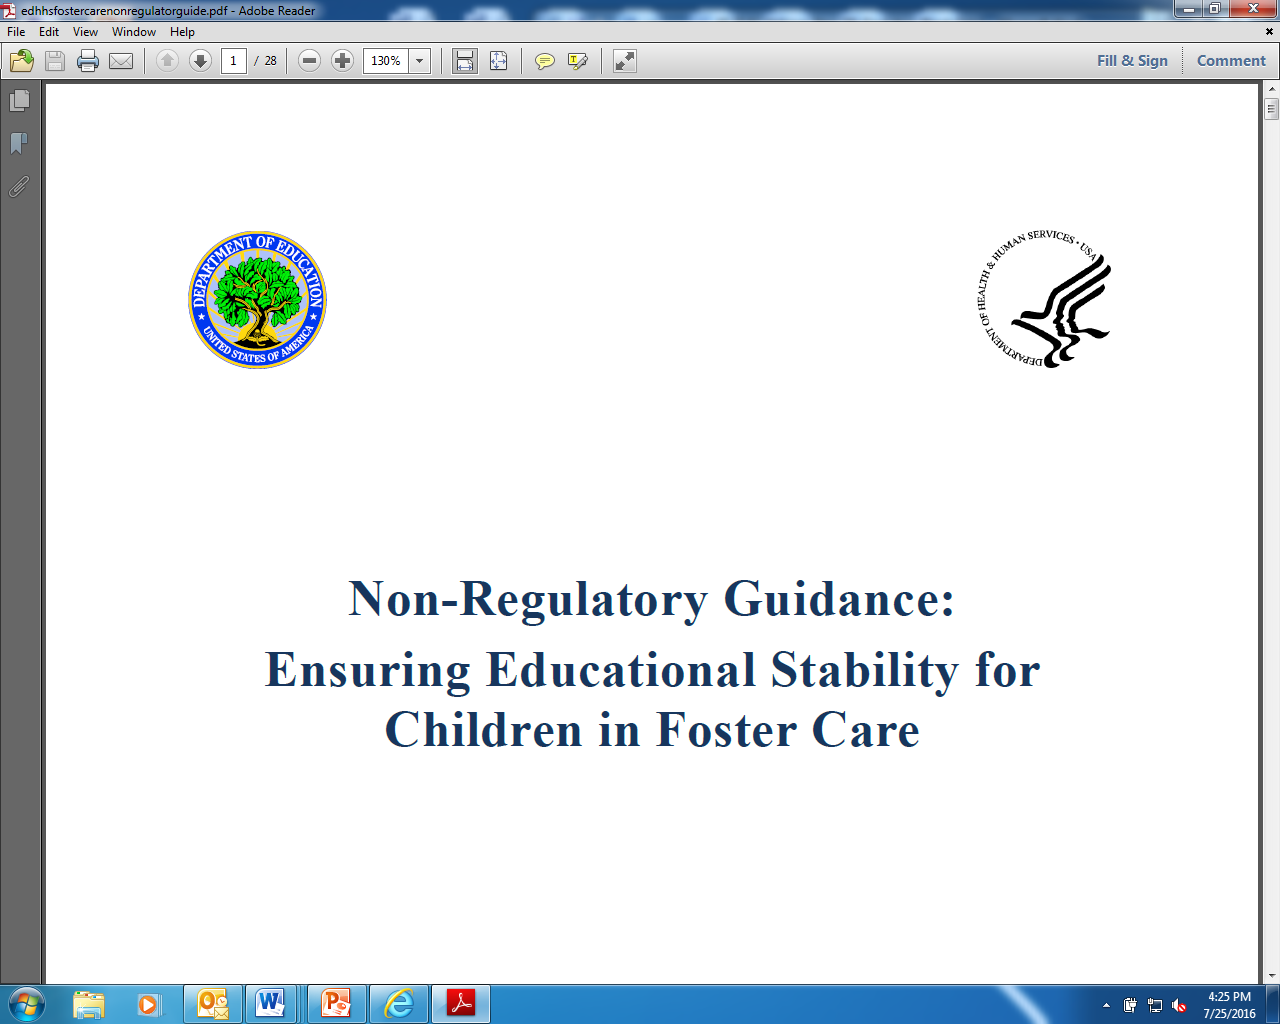 edhhsfostercarenonregulatorguide.pdf - Adobe Reader
File Edit View Window Help
1 / 28 130% Fill & Sign Comment
DEPARTMENT OF EDUCATION
UNITED STATES OF AMERICA
DEPARTMENT OF HEALTH & HUMAN SERVICES • USA
Non-Regulatory Guidance:
Ensuring Educational Stability for
Children in Foster Care
4:25 PM
7/25/2016